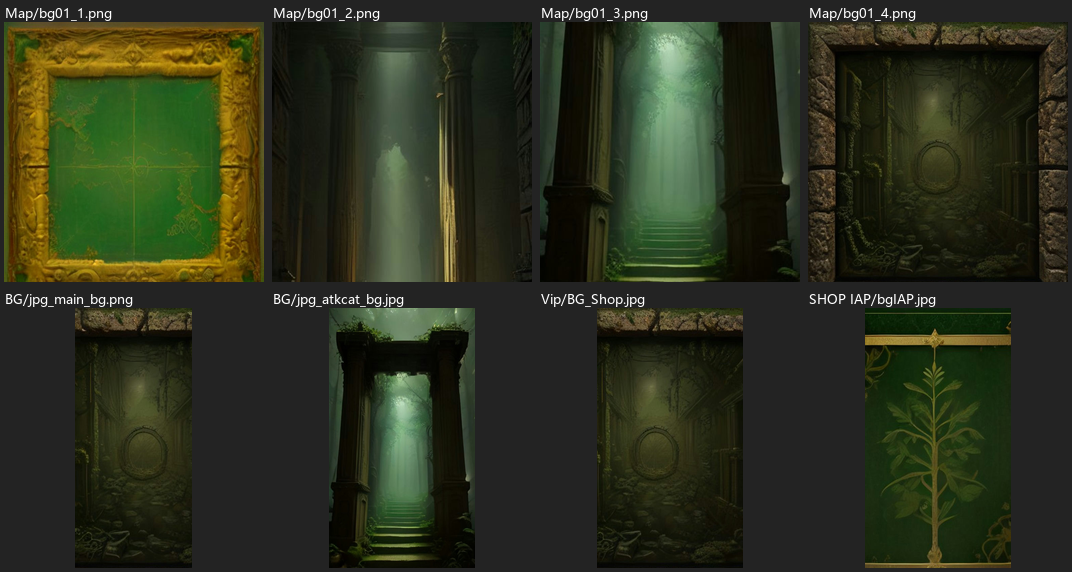 Map/bg01_1.png
Map/bg01_2.png
Map/bg01_3.png
Map/bg01_4.png
BG/jpg_main_bg.png
BG/jpg_atkcat_bg.jpg
Vip/BG_Shop.jpg
SHOP IAP/bgIAP.jpg